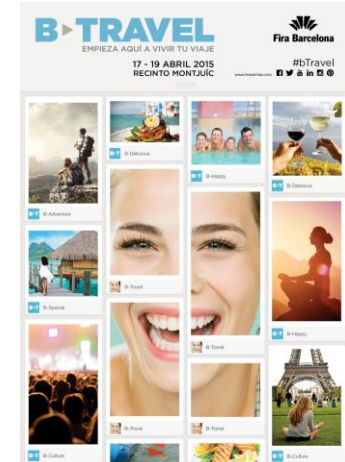 B TRAVEL
EMPIEZA AQUÍ A VIVIR TU VIAJE
17 - 19 ABRIL 2015
RECINTO MONTJUÏC
Fira Barcelona
#bTravel
B-T B-Adventure
B-T B-Special
B-T B-Culture
B-T B-Delicious
B-Travel
B-Travel
B-T B-Happy
B-Travel
B-Travel
B-T B-Delicious
B-T B-Happy
B-T B-Culture